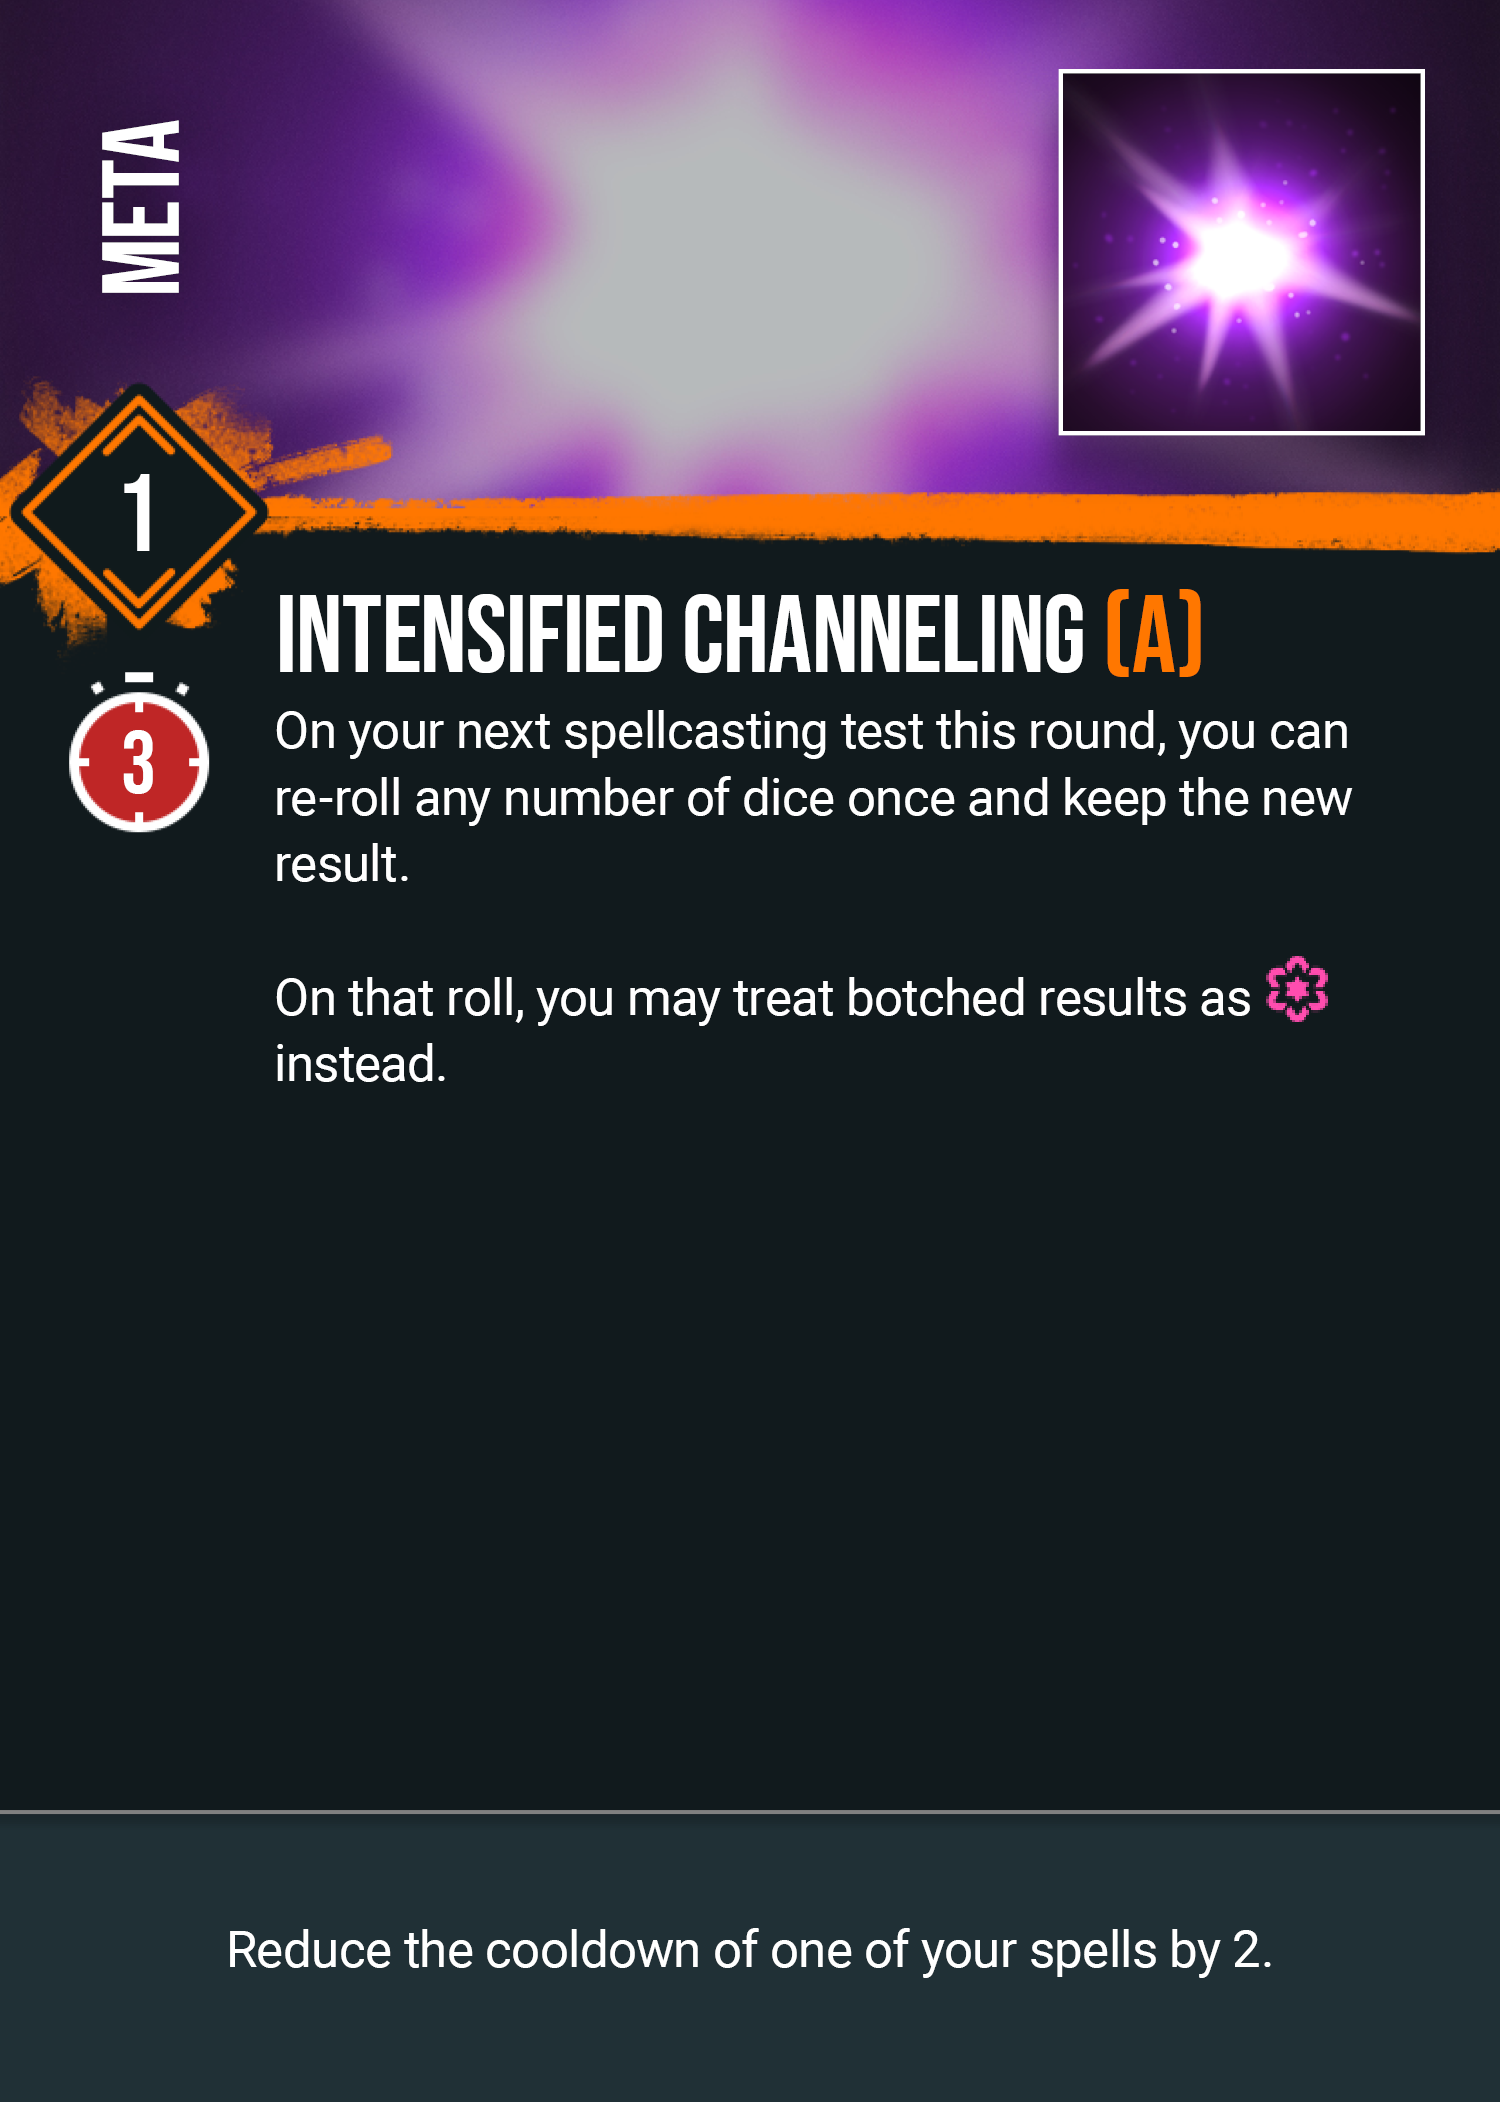 META
1
INTENSIFIED CHANNELING (A)
3
On your next spellcasting test this round, you can
re-roll any number of dice once and keep the new
result.
On that roll, you may treat botched results as
instead.
Reduce the cooldown of one of your spells by 2.